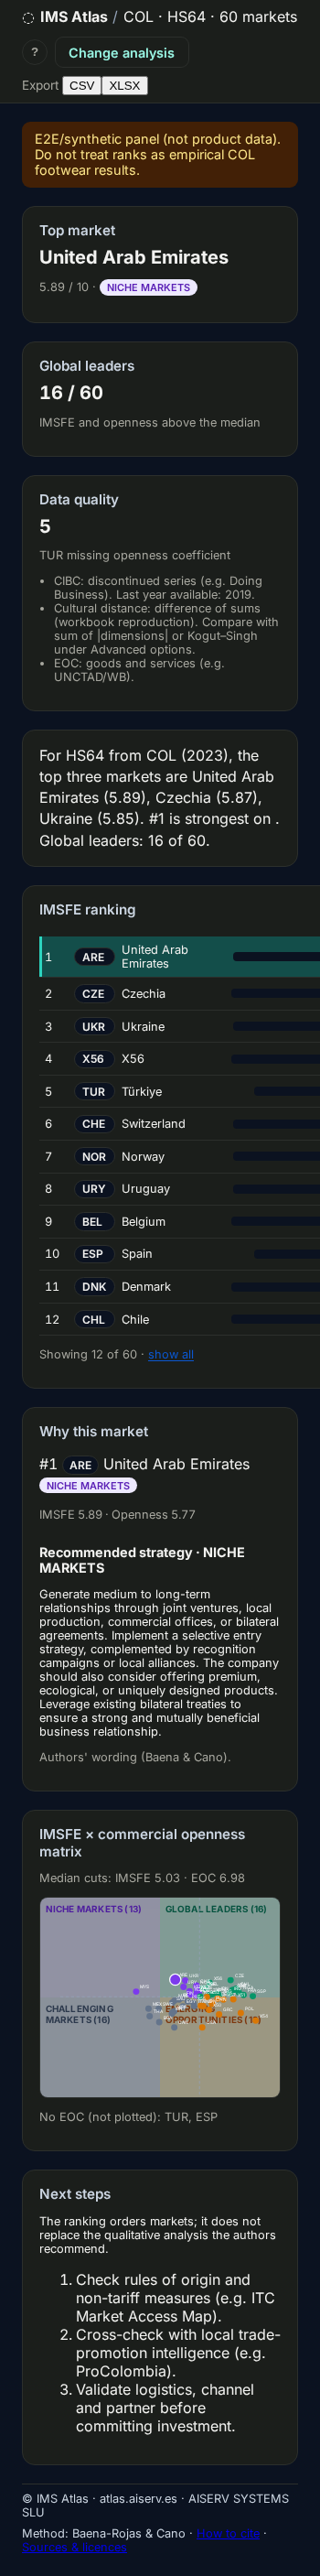 IMS Atlas / COL · HS64 · 60 markets
? Change analysis
Export CSV XLSX
E2E/synthetic panel (not product data).
Do not treat ranks as empirical COL
footwear results.
Top market
United Arab Emirates
5.89 / 10 · NICHE MARKETS
Global leaders
16 / 60
IMSFE and openness above the median
Data quality
5
TUR missing openness coefficient
• CIBC: discontinued series (e.g. Doing
Business). Last year available: 2019.
• Cultural distance: difference of sums
(workbook reproduction). Compare with
sum of |dimensions| or Kogut–Singh
under Advanced options.
• EOC: goods and services (e.g.
UNCTAD/WB).
For HS64 from COL (2023), the
top three markets are United Arab
Emirates (5.89), Czechia (5.87),
Ukraine (5.85). #1 is strongest on .
Global leaders: 16 of 60.
IMSFE ranking
1 ARE United Arab
Emirates
2 CZE Czechia
3 UKR Ukraine
4 X56 X56
5 TUR Türkiye
6 CHE Switzerland
7 NOR Norway
8 URY Uruguay
9 BEL Belgium
10 ESP Spain
11 DNK Denmark
12 CHL Chile
Showing 12 of 60 · show all
Why this market
#1 ARE United Arab Emirates
NICHE MARKETS
IMSFE 5.89 · Openness 5.77
Recommended strategy · NICHE
MARKETS
Generate medium to long-term
relationships through joint ventures, local
production, commercial offices, or bilateral
agreements. Implement a selective entry
strategy, complemented by recognition
campaigns or local alliances. The company
should also consider offering premium,
ecological, or uniquely designed products.
Leverage existing bilateral treaties to
ensure a strong and mutually beneficial
business relationship.
Authors' wording (Baena & Cano).
IMSFE × commercial openness
matrix
Median cuts: IMSFE 5.03 · EOC 6.98
NICHE MARKETS (13) GLOBAL LEADERS (16)
CHALLENGING EMERGING
MARKETS (16) OPPORTUNITIES
No EOC (not plotted): TUR, ESP
Next steps
The ranking orders markets; it does not
replace the qualitative analysis the authors
recommend.
1. Check rules of origin and
non-tariff measures (e.g. ITC
Market Access Map).
2. Cross-check with local trade-
promotion intelligence (e.g.
ProColombia).
3. Validate logistics, channel
and partner before
committing investment.
© IMS Atlas · atlas.aiserv.es · AISERV SYSTEMS
SLU
Method: Baena-Rojas & Cano · How to cite ·
Sources & licences